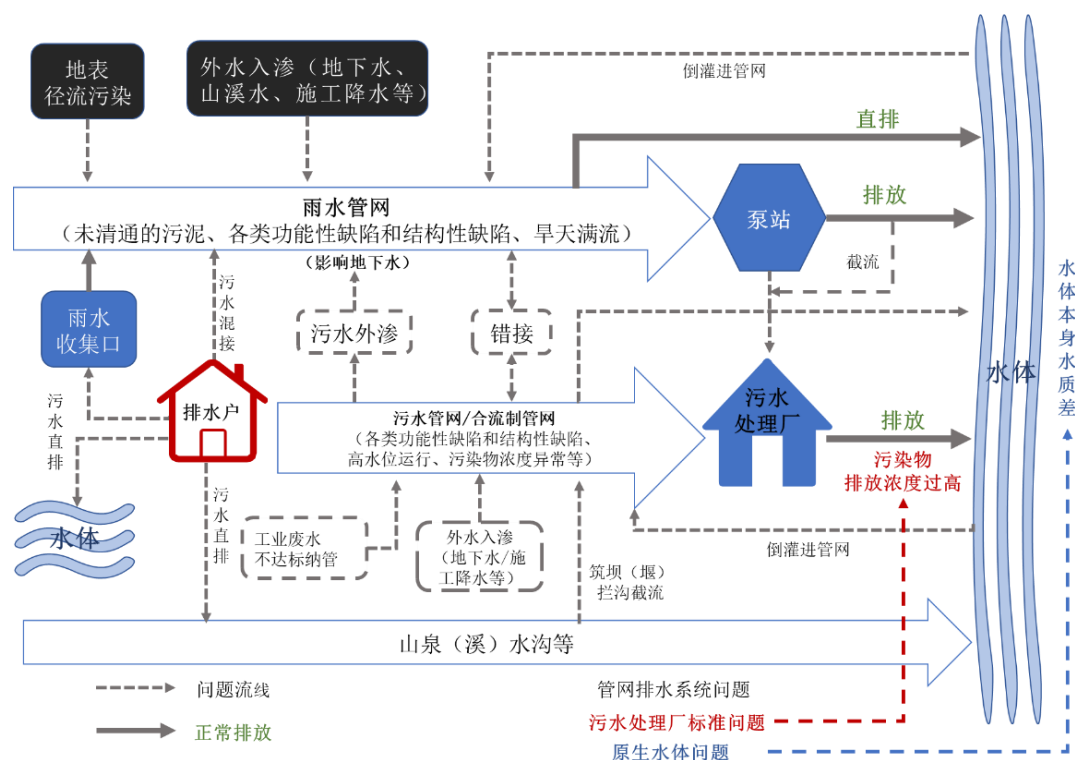 地表
径流污染
外水入渗（地下水、
山溪水、施工降水等）
倒灌进管网
直排
雨水管网
（未清通的污泥、各类功能性缺陷和结构性缺陷、旱天满流）
泵站
排放
截流
（影响地下水）
污水混接
雨水
收集口
污水外渗
错接
水体本身水质差
水体
排水户
污水直排
污水管网/合流制管网
（各类功能性缺陷和结构性缺陷、
高水位运行、污染物浓度异常等）
污水
处理厂
排放
污染物
排放浓度过高
水体
污水直排
工业废水
不达标纳管
外水入渗
（地下水/施
工降水等）
倒灌进管网
筑坝（堰）
拦沟截流
山泉（溪）水沟等
问题流线
管网排水系统问题
正常排放
污水处理厂标准问题
原生水体问题